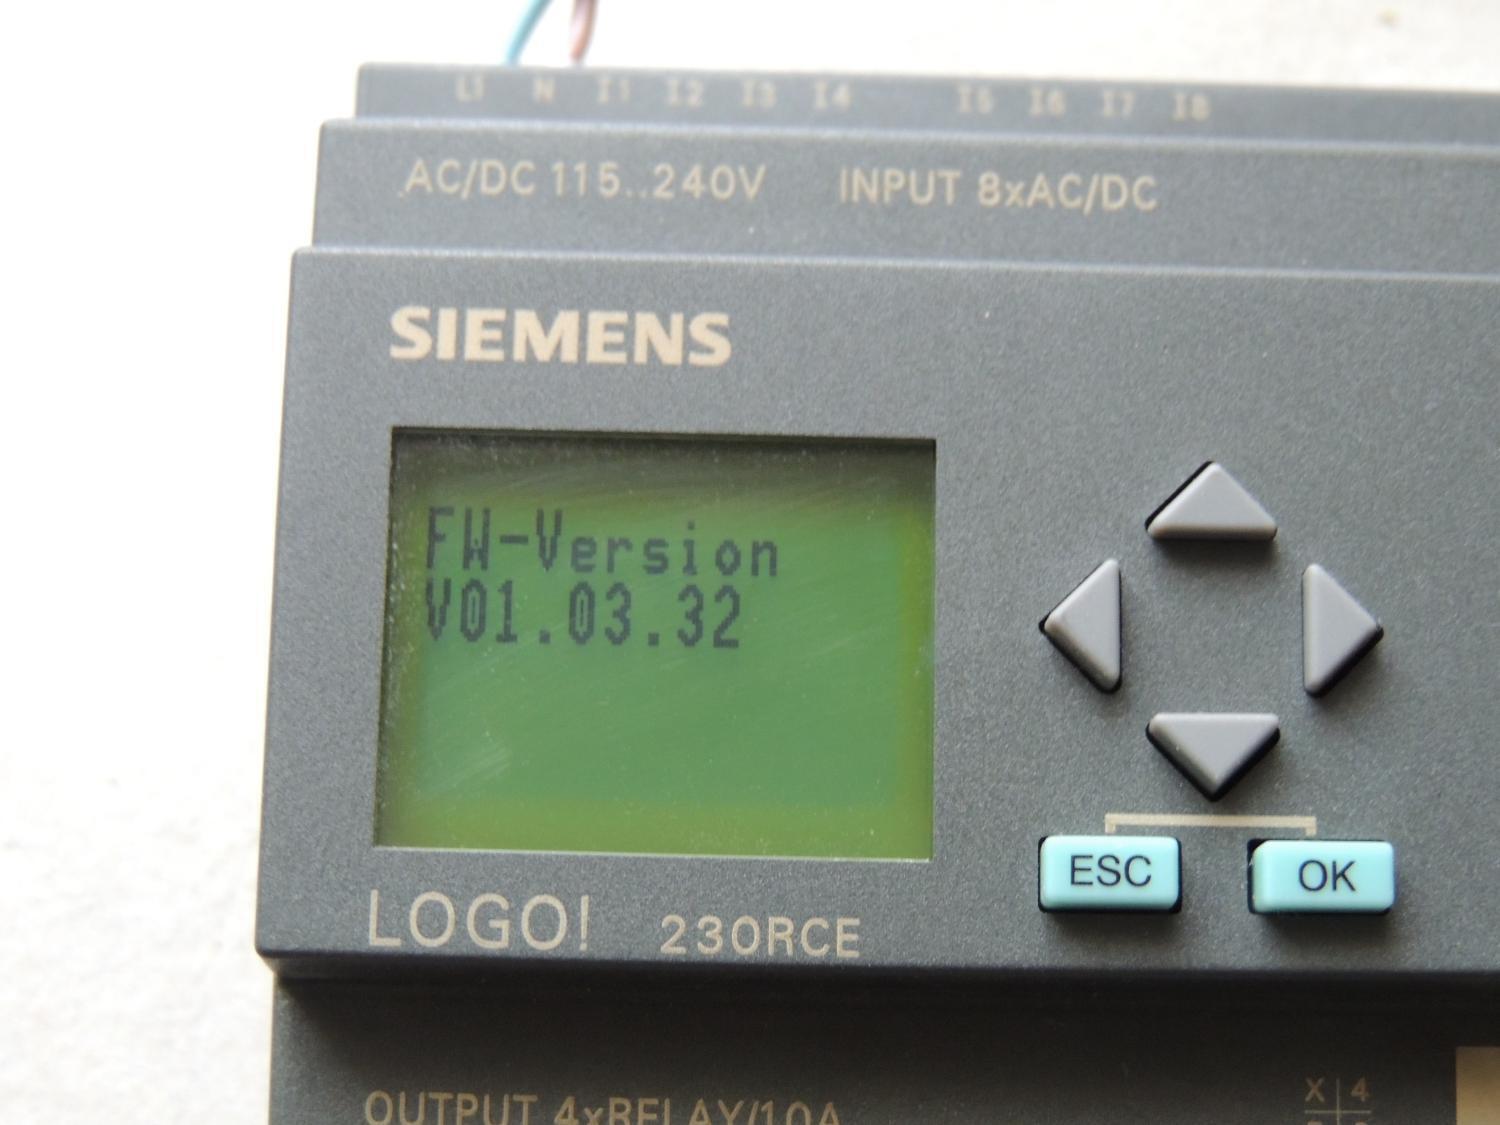 L1 N I1 I2 I3 I4 I5 I6 I7 I8
AC/DC 115..240V INPUT 8xAC/DC
SIEMENS
FW-Version
V01.03.32
ESC OK
LOGO! 230RCE
OUTPUT 4xRELAY/10A
X 4